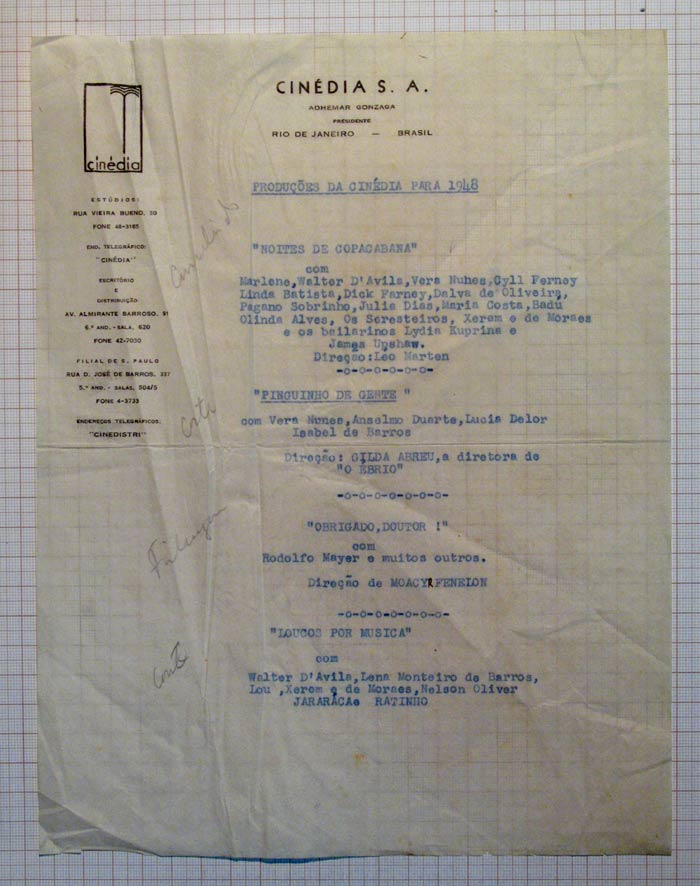 cinédia
CINÉDIA S. A.
ADHEMAR GONZAGA
PRESIDENTE
RIO DE JANEIRO — BRASIL
ESTÚDIOS:
RUA VIEIRA BUENO, 20
FONE 48-3165
END. TELEGRÁFICO:
"CINÉDIA"
ESCRITÓRIO
E
DISTRIBUIÇÃO
AV. ALMIRANTE BARROSO, 91
6.º AND. - SALA, 620
FONE 42-7030
FILIAL DE S. PAULO
RUA D. JOSÉ DE BARROS, 337
5.º AND. - SALAS, 504/5
FONE 4-3733
ENDEREÇOS TELEGRÁFICOS:
"CINEDISTRI"
PRODUÇÕES DA CINÉDIA PARA 1948
"NOITES DE COPACABANA"
com
Marlene,Walter D'Avila,Vera Nunes,Cyll Ferney
Linda Batista,Dick Farney,Dalva de Oliveira,
Pagano Sobrinho,Julia Dias,Maria Costa,Badu
Olinda Alves, Os Seresteiros, Xerem e de Moraes
e os bailarinos Lydia Kuprina e
James Upshaw.
Direção:Leo Marten
-o-o-o-o-o-o-o-
"PINGUINHO DE GENTE "
com Vera Nunes,Anselmo Duarte,Lucia Delor
Isabel de Barros
Direção: GILDA ABREU,a diretora de
"O ÉBRIO"
-o-o-o-o-o-o-o-
"OBRIGADO,DOUTOR !"
com
Rodolfo Mayer e muitos outros.
Direção de MOACYR FENELON
-o-o-o-o-o-o-o-
"LOUCOS POR MUSICA"
com
Walter D'Avila,Lena Monteiro de Barros,
Lou ,Xerem e de Moraes,Nelson Oliver
JARARACAe RATINHO